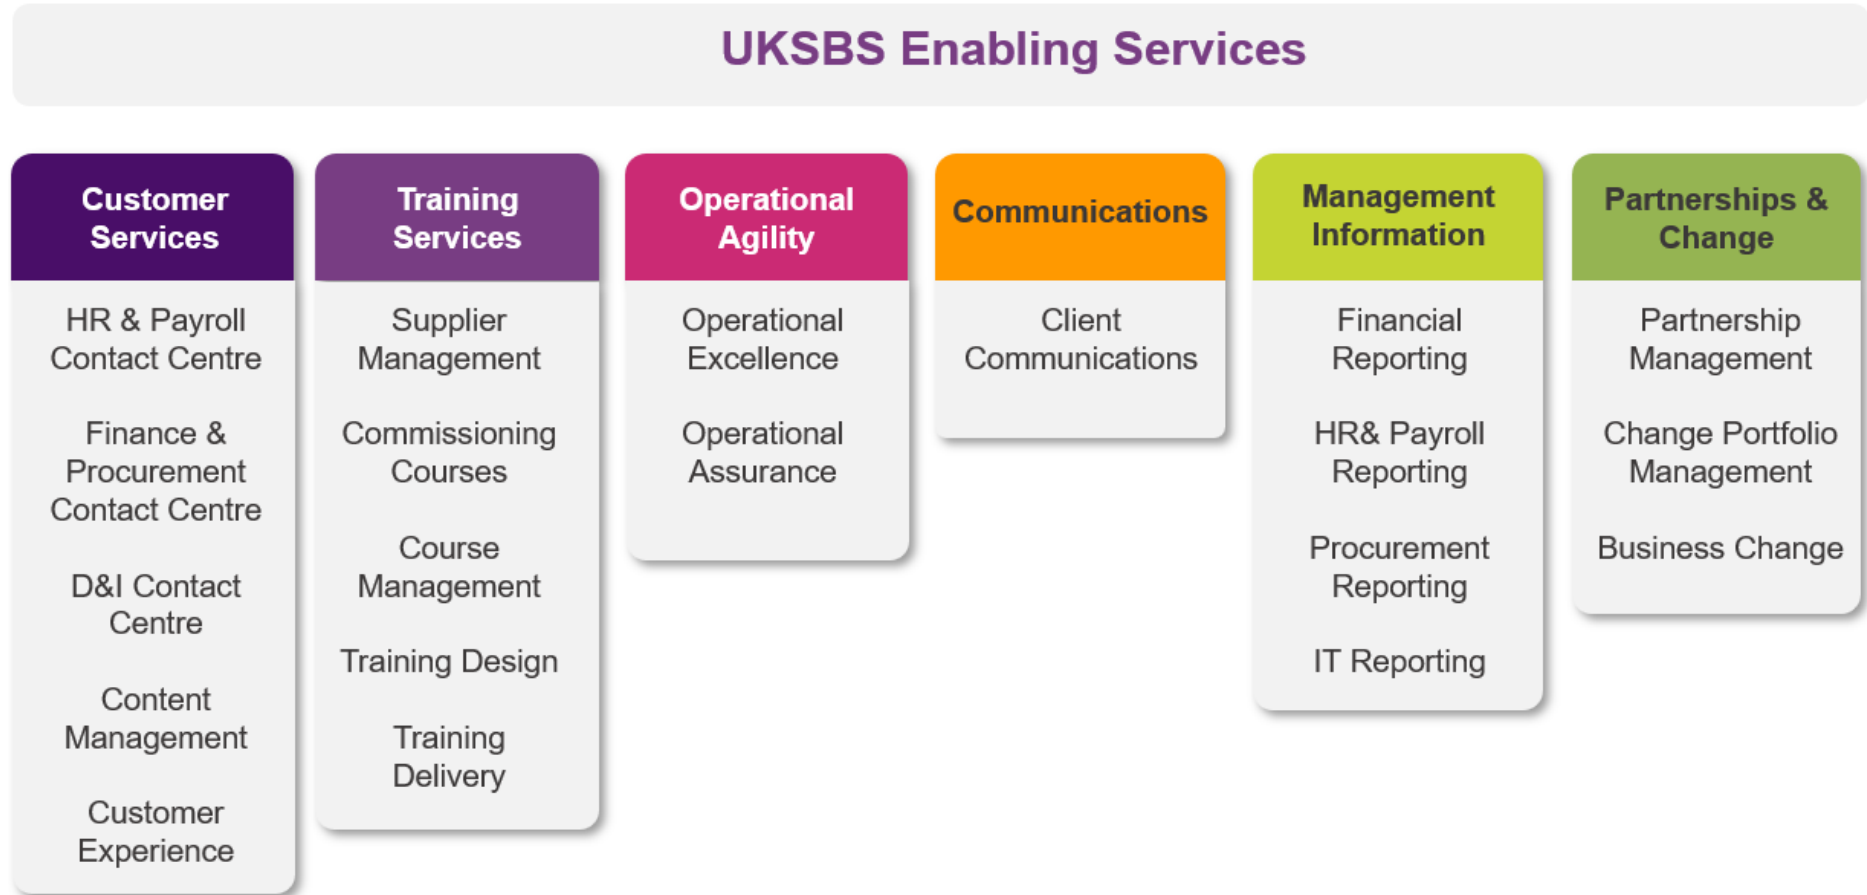 UKSBS Enabling Services
Customer
Services
HR & Payroll
Contact Centre
Finance &
Procurement
Contact Centre
D&I Contact
Centre
Content
Management
Customer
Experience
Training
Services
Supplier
Management
Commissioning
Courses
Course
Management
Training Design
Training
Delivery
Operational
Agility
Operational
Excellence
Operational
Assurance
Communications
Client
Communications
Management
Information
Financial
Reporting
HR& Payroll
Reporting
Procurement
Reporting
IT Reporting
Partnerships &
Change
Partnership
Management
Change Portfolio
Management
Business Change